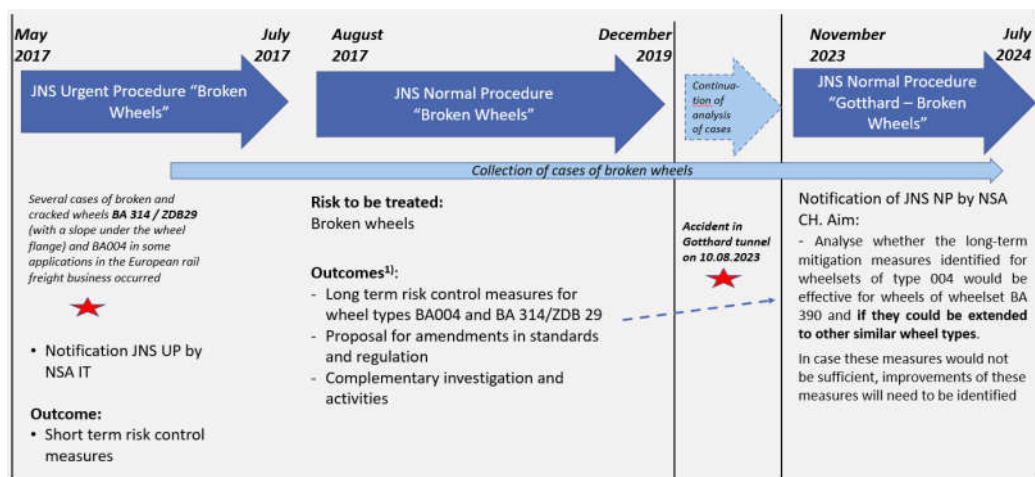 May
2017
July
2017
August
2017
December
2019
November
2023
July
2024
JNS Urgent Procedure “Broken
Wheels”
JNS Normal Procedure
“Broken Wheels”
Continua-
tion of
analysis
of cases
JNS Normal Procedure
“Gotthard – Broken
Wheels”
Collection of cases of broken wheels
Several cases of broken and
cracked wheels BA 314 / ZDB29
(with a slope under the wheel
flange) and BA004 in some
applications in the European rail
freight business occurred
• Notification JNS UP by
NSA IT
Outcome:
• Short term risk control
measures
Risk to be treated:
Broken wheels
Outcomes1):
- Long term risk control measures for
wheel types BA004 and BA 314/ZDB 29
- Proposal for amendments in standards
and regulation
- Complementary investigation and
activities
Accident in
Gotthard tunnel
on 10.08.2023
Notification of JNS NP by NSA
CH. Aim:
- Analyse whether the long-term
mitigation measures identified for
wheelsets of type 004 would be
effective for wheels of wheelset BA
390 and if they could be extended
to other similar wheel types.
In case these measures would not
be sufficient, improvements of these
measures will need to be identified